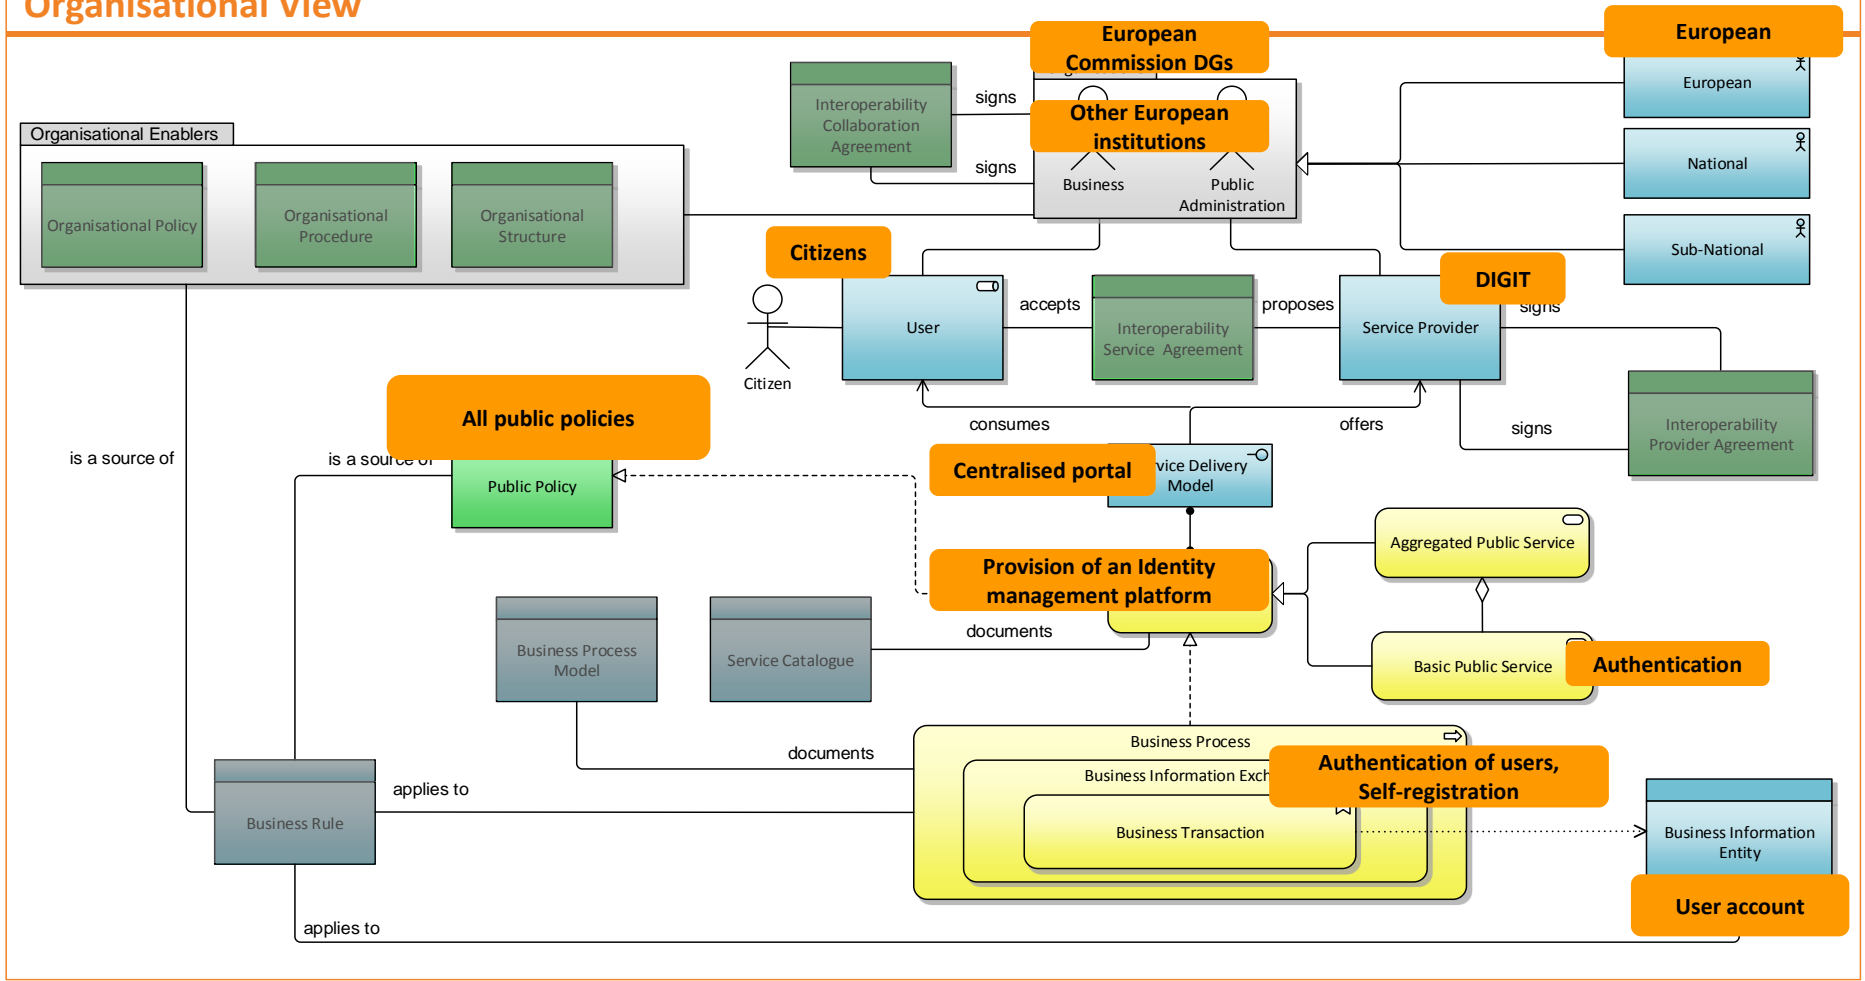 Organisational View
European
Commission DGs
European
European
Interoperability
Collaboration
Agreement
signs
signs
Other European
institutions
Business
Public
Administration
National
Sub-National
Organisational Enablers
Organisational Policy
Organisational
Procedure
Organisational
Structure
Citizens
Citizen
User
accepts
Interoperability
Service Agreement
proposes
DIGIT
Service Provider
signs
signs
Interoperability
Provider Agreement
consumes
offers
All public policies
is a source of
is a source of
Public Policy
Centralised portal
Delivery
Model
Provision of an Identity
management platform
Aggregated Public Service
Basic Public Service
Authentication
Business Process
Model
Service Catalogue
documents
documents
Business Process
Business Information
Authentication of users,
Self-registration
Business Transaction
Business Rule
applies to
applies to
Business Information
Entity
User account